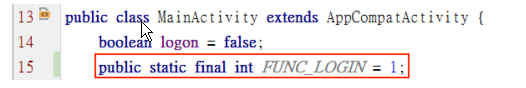 13 public class MainActivity extends AppCompatActivity {
14 boolean logon = false;
15 public static final int FUNC_LOGIN = 1;